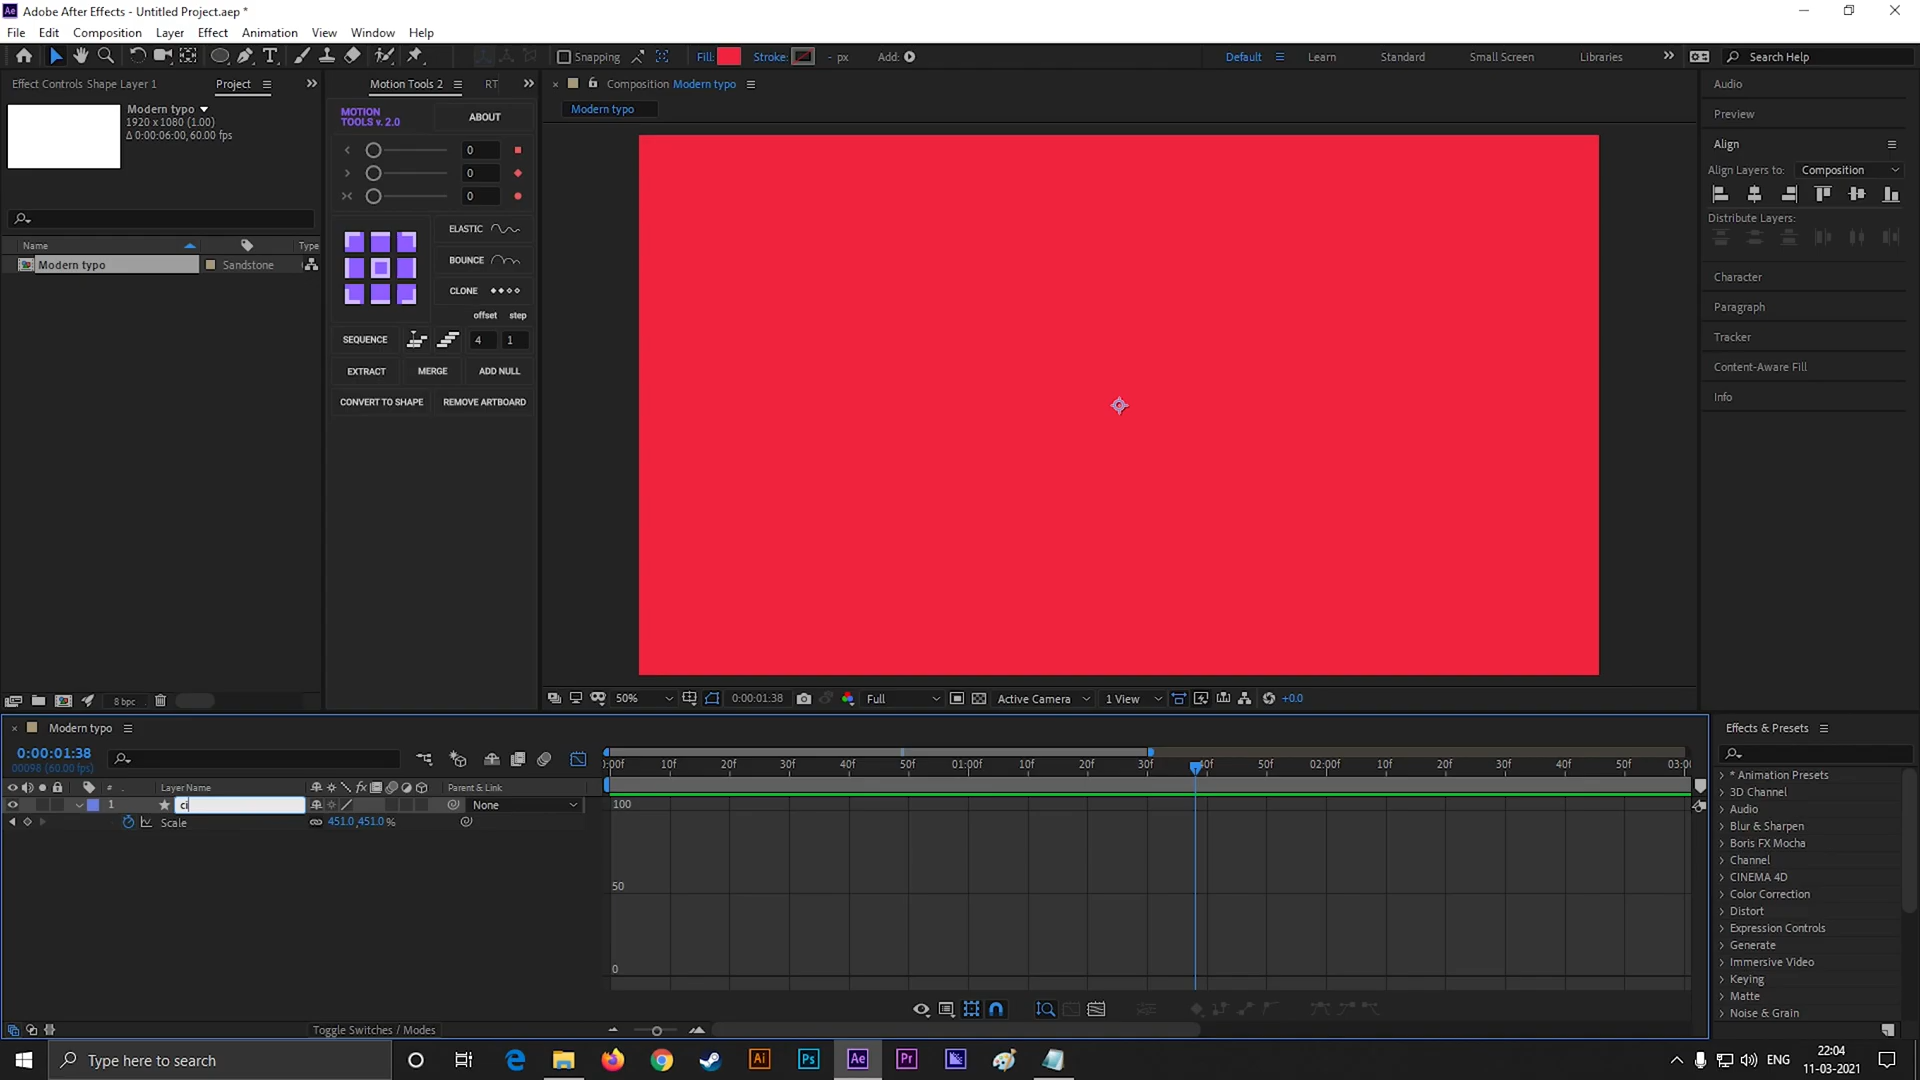 Adobe After Effects - Untitled Project.aep *
File Edit Composition Layer Effect Animation View Window Help
Snapping Fill: Stroke: - px Add: Default Learn Standard Small Screen Libraries Search Help
Effect Controls Shape Layer 1 Project
Modern typo
1920 x 1080 (1.00)
Δ 0:00:06:00, 60.00 fps
Name Type
Modern typo Sandstone
8 bpc
Motion Tools 2 RT
MOTION
TOOLS v. 2.0
ABOUT
0
0
0
ELASTIC
BOUNCE
CLONE
offset step
SEQUENCE 4 1
EXTRACT MERGE ADD NULL
CONVERT TO SHAPE REMOVE ARTBOARD
Composition Modern typo
Modern typo
50% 0:00:01:38 Full Active Camera 1 View +0.0
Audio
Preview
Align
Align Layers to: Composition
Distribute Layers:
Character
Paragraph
Tracker
Content-Aware Fill
Info
Modern typo
0:00:01:38
00098 (60.00 fps)
# Layer Name fx Parent & Link
1 ci None
Scale 451.0,451.0 %
:00f 10f 20f 30f 40f 50f 01:00f 10f 20f 30f 40f 50f 02:00f 10f 20f 30f 40f 50f 03:0
100
50
0
Toggle Switches / Modes
Effects & Presets
* Animation Presets
3D Channel
Audio
Blur & Sharpen
Boris FX Mocha
Channel
CINEMA 4D
Color Correction
Distort
Expression Controls
Generate
Immersive Video
Keying
Matte
Noise & Grain
Type here to search
ENG
22:04
11-03-2021